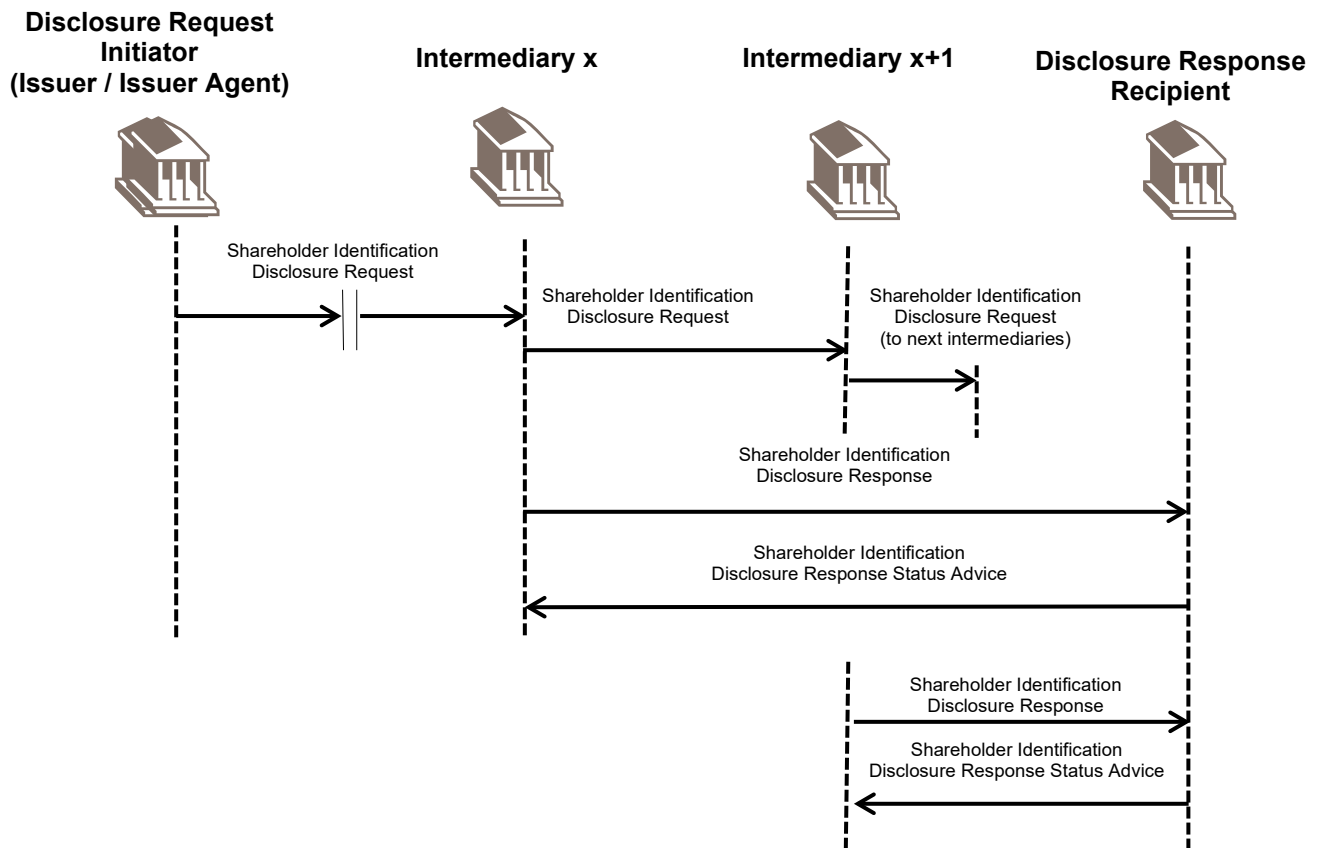 Disclosure Request
Initiator
(Issuer / Issuer Agent)
Intermediary x
Intermediary x+1
Disclosure Response
Recipient
Shareholder Identification
Disclosure Request
Shareholder Identification
Disclosure Request
Shareholder Identification
Disclosure Request
(to next intermediaries)
Shareholder Identification
Disclosure Response
Shareholder Identification
Disclosure Response Status Advice
Shareholder Identification
Disclosure Response
Shareholder Identification
Disclosure Response Status Advice